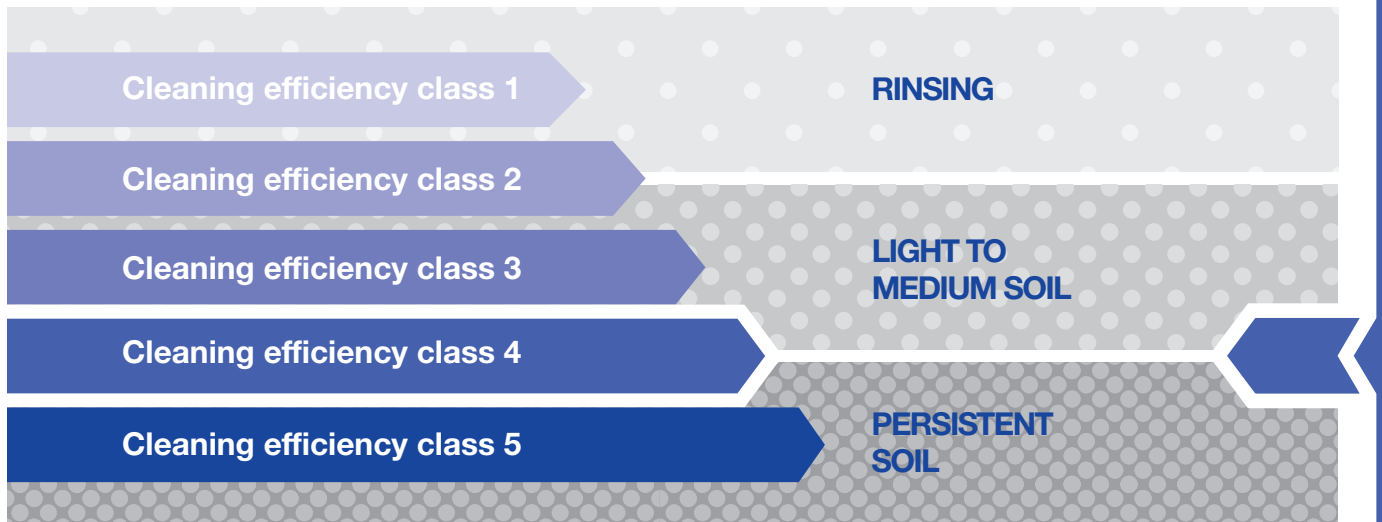 Cleaning efficiency class 1
RINSING
Cleaning efficiency class 2
Cleaning efficiency class 3
LIGHT TO
MEDIUM SOIL
Cleaning efficiency class 4
Cleaning efficiency class 5
PERSISTENT
SOIL